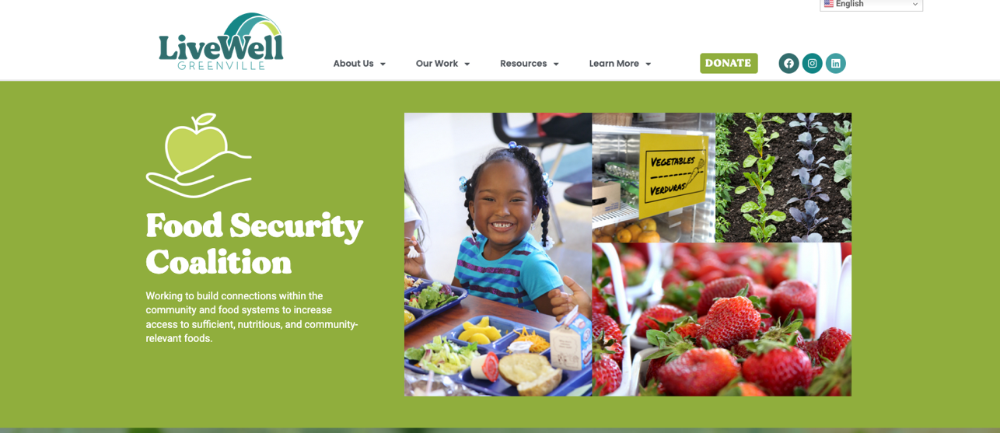 English
LiveWell
GREENVILLE
About Us
Our Work
Resources
Learn More
DONATE
Food Security
Coalition
Working to build connections within the
community and food systems to increase
access to sufficient, nutritious, and community-
relevant foods.
VEGETABLES
VERDURAS